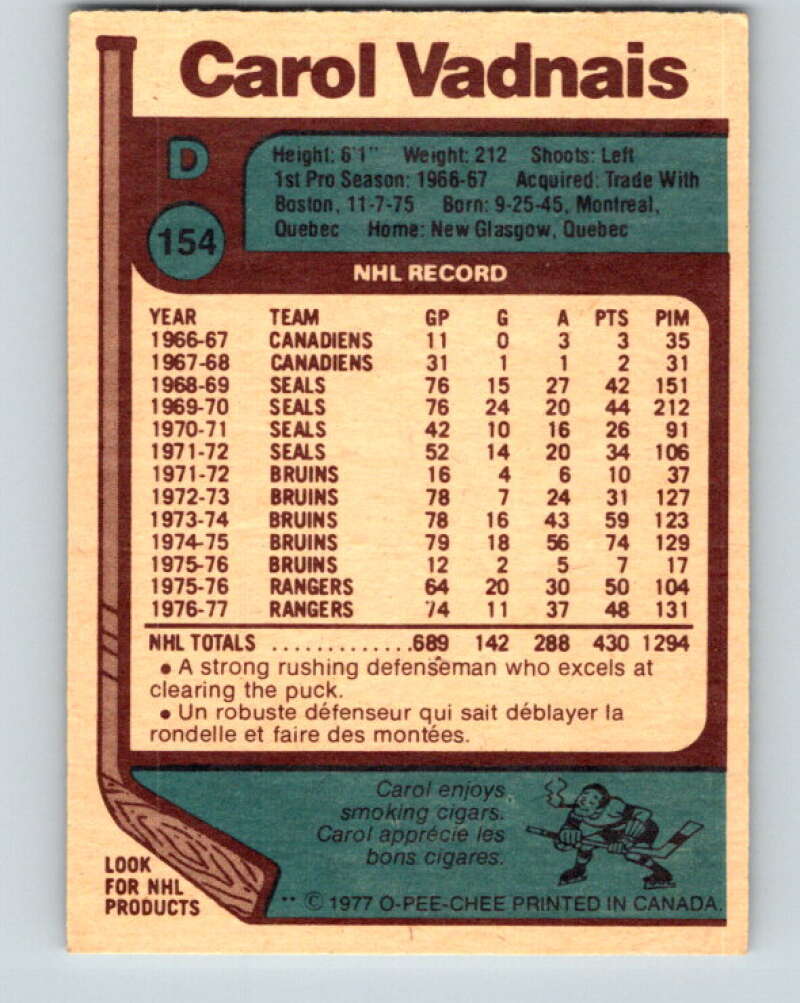 Carol Vadnais
D
154
Height: 6'1" Weight: 212 Shoots: Left
1st Pro Season: 1966-67 Acquired: Trade With
Boston, 11-7-75 Born: 9-25-45, Montreal,
Quebec Home: New Glasgow, Quebec
NHL RECORD
YEAR TEAM GP G A PTS PIM
1966-67 CANADIENS 11 0 3 3 35
1967-68 CANADIENS 31 1 1 2 31
1968-69 SEALS 76 15 27 42 151
1969-70 SEALS 76 24 20 44 212
1970-71 SEALS 42 10 16 26 91
1971-72 SEALS 52 14 20 34 106
1971-72 BRUINS 16 4 6 10 37
1972-73 BRUINS 78 7 24 31 127
1973-74 BRUINS 78 16 43 59 123
1974-75 BRUINS 79 18 56 74 129
1975-76 BRUINS 12 2 5 7 17
1975-76 RANGERS 64 20 30 50 104
1976-77 RANGERS 74 11 37 48 131
NHL TOTALS .............689 142 288 430 1294
• A strong rushing defenseman who excels at
clearing the puck.
• Un robuste défenseur qui sait déblayer la
rondelle et faire des montées.
Carol enjoys
smoking cigars.
Carol apprécie les
bons cigares.
LOOK
FOR NHL
PRODUCTS
** © 1977 O-PEE-CHEE PRINTED IN CANADA.